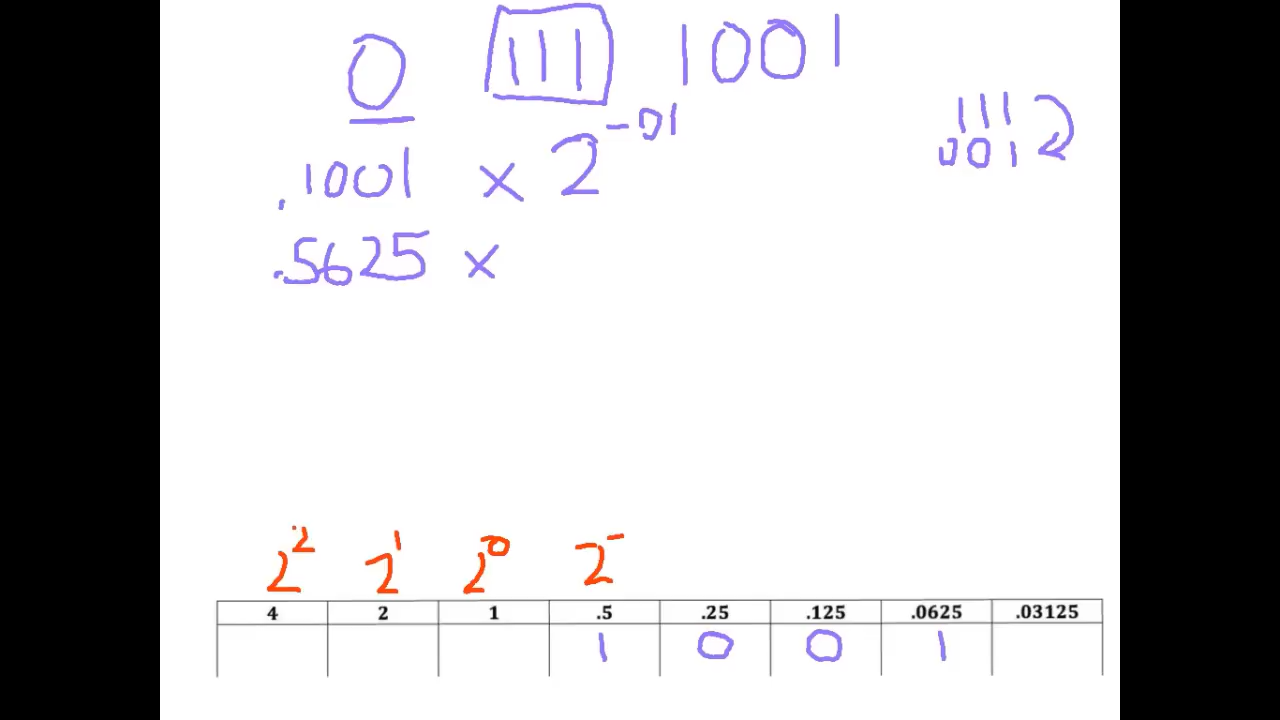 0 111 1001
111
001
.1001 x 2^-01
.5625 x
2^2 2^1 2^0 2^-
4 2 1 .5 .25 .125 .0625 .03125
1 0 0 1